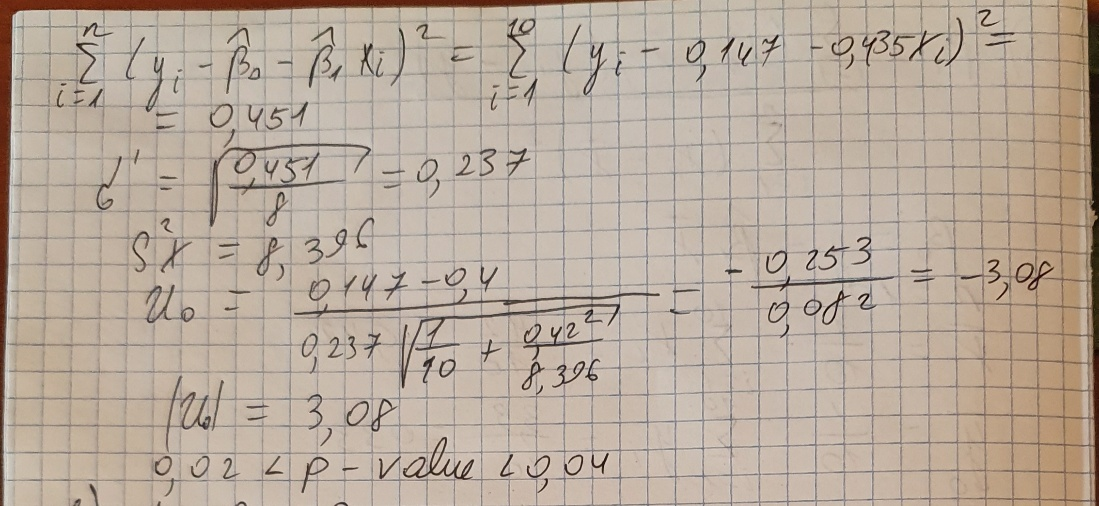 n∑i=1 (yi - β̂0 - β̂1 xi)² = 10∑i=1 (yi - 0,147 - 0,435xi)² =
= 0,451
σ' = √(0,451/8) = 0,237
S²x = 8,396
u0 = (0,147 - 0,4)/(0,237 √(1/10 + 0,42²/8,396)) = - 0,253/0,082 = -3,08
|u0| = 3,08
0,02 < p - value < 0,04